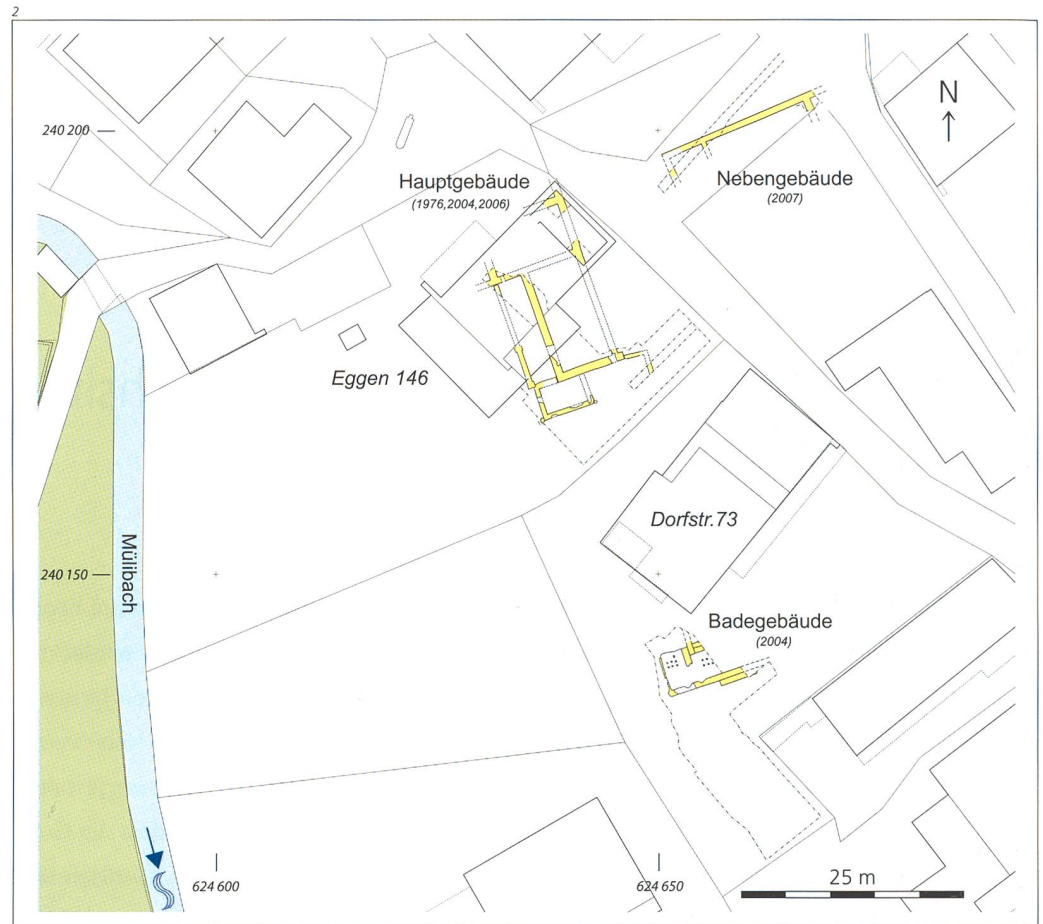 2
240 200
N
Hauptgebäude
(1976,2004,2006)
Nebengebäude
(2007)
Eggen 146
Dorfstr.73
Mülibach
240 150
Badegebäude
(2004)
25 m
624 600
624 650